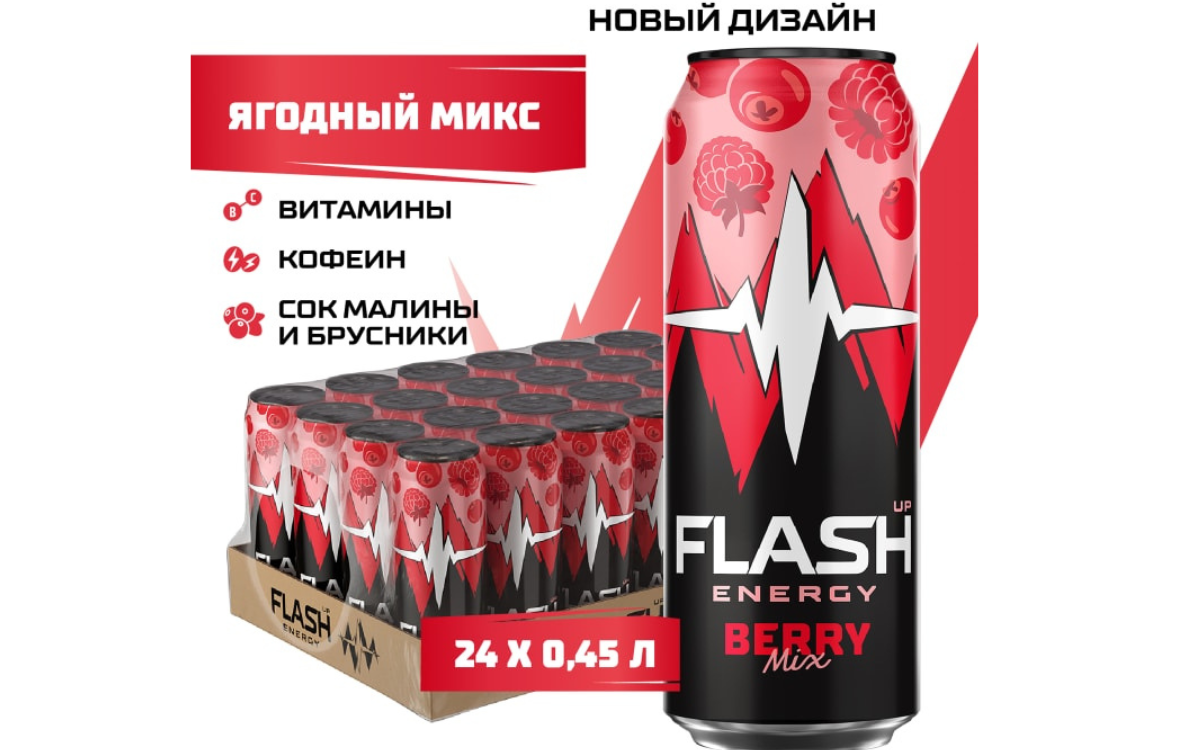 НОВЫЙ ДИЗАЙН
ЯГОДНЫЙ МИКС
B C
ВИТАМИНЫ
КОФЕИН
СОК МАЛИНЫ
И БРУСНИКИ
UP
FLASH
ENERGY
BERRY
Mix
UP
FLASH
ENERGY
24 X 0,45 Л